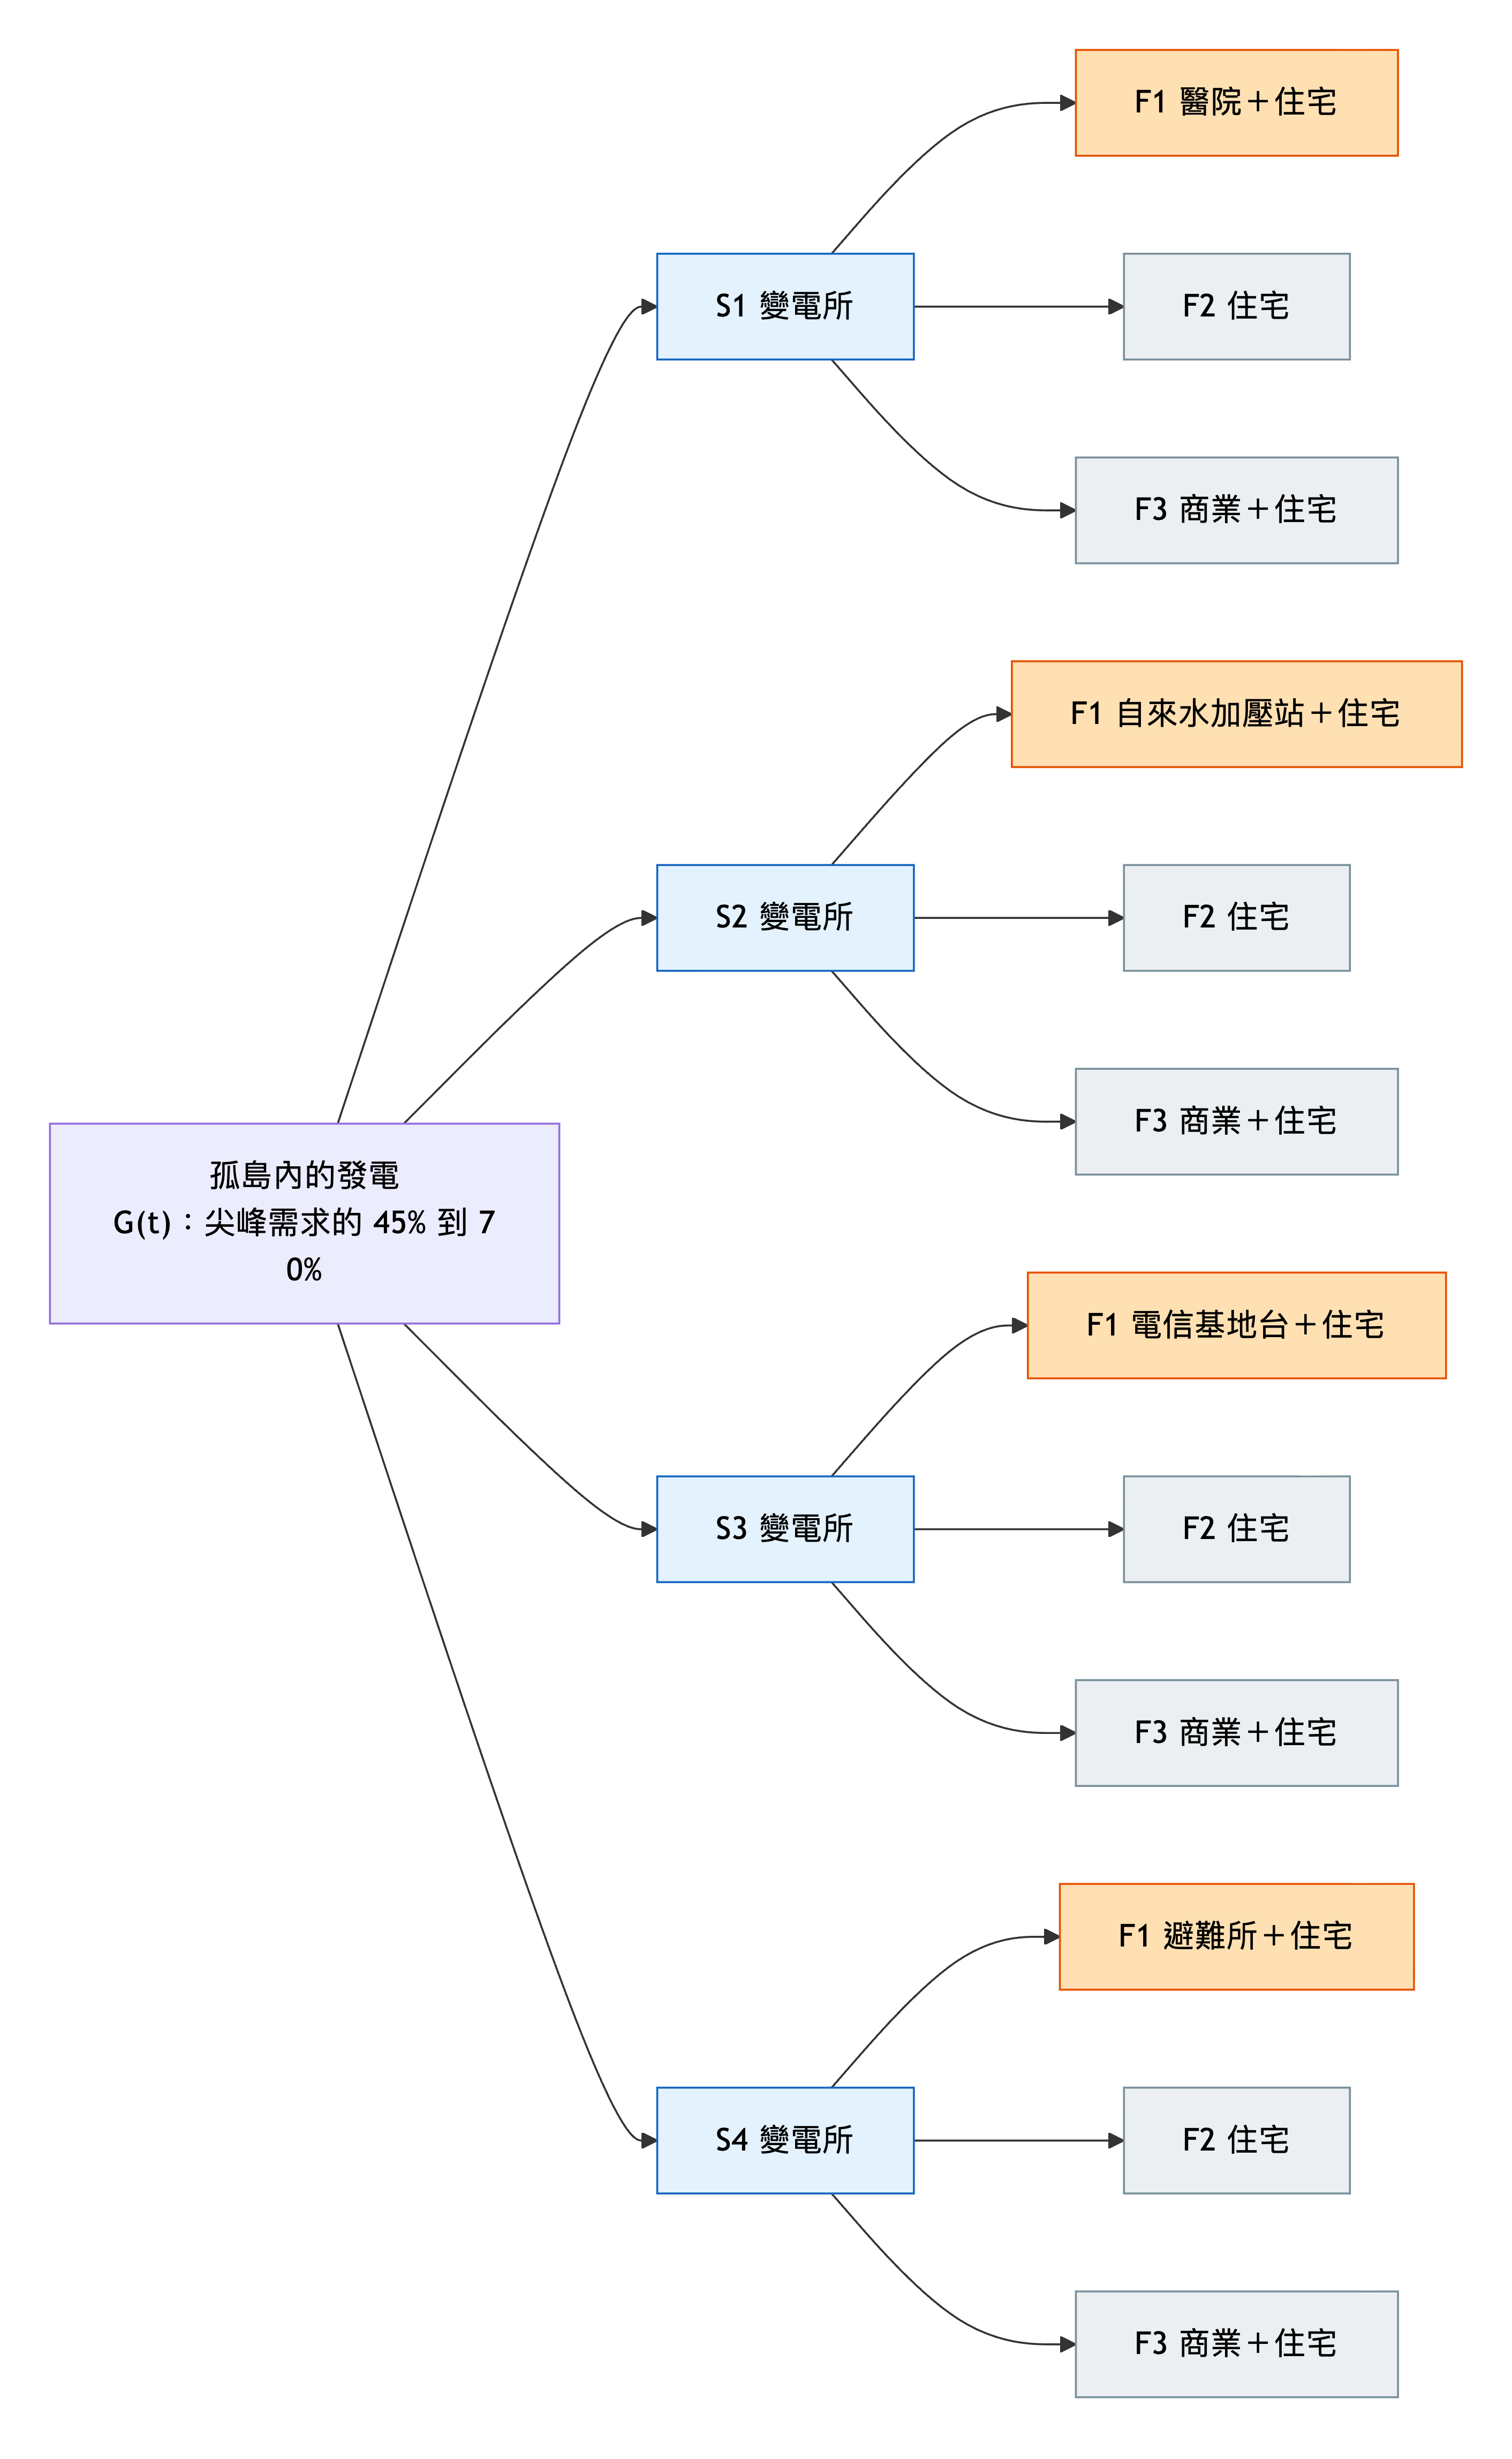 F1 醫院＋住宅
S1 變電所
F2 住宅
F3 商業＋住宅
F1 自來水加壓站＋住宅
S2 變電所
F2 住宅
F3 商業＋住宅
孤島內的發電
G(t)：尖峰需求的 45% 到 7
0%
F1 電信基地台＋住宅
S3 變電所
F2 住宅
F3 商業＋住宅
F1 避難所＋住宅
S4 變電所
F2 住宅
F3 商業＋住宅